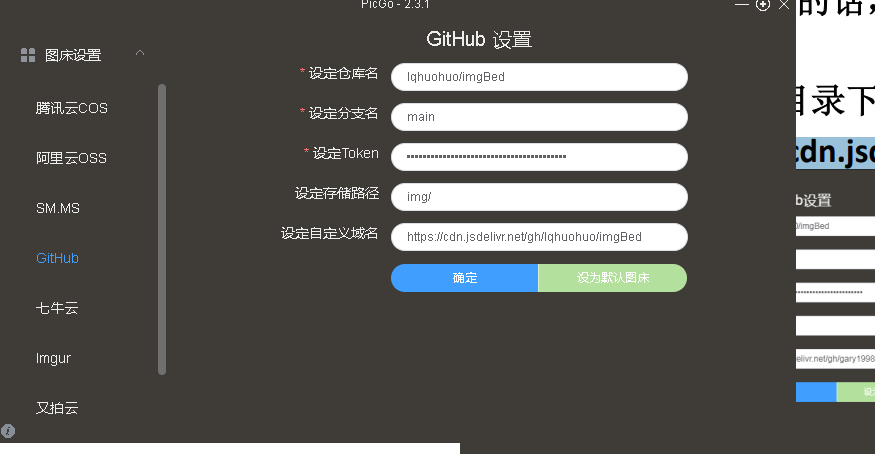 PicGo - 2.3.1
图床设置
腾讯云COS
阿里云OSS
SM.MS
GitHub
七牛云
Imgur
又拍云
GitHub 设置
* 设定仓库名 lqhuohuo/imgBed
* 设定分支名 main
* 设定Token
设定存储路径 img/
设定自定义域名 https://cdn.jsdelivr.net/gh/lqhuohuo/imgBed
确定 设为默认图床
的话,
目录下
cdn.jsd
b设置
/imgBed
elivr.net/gh/gary1998
设